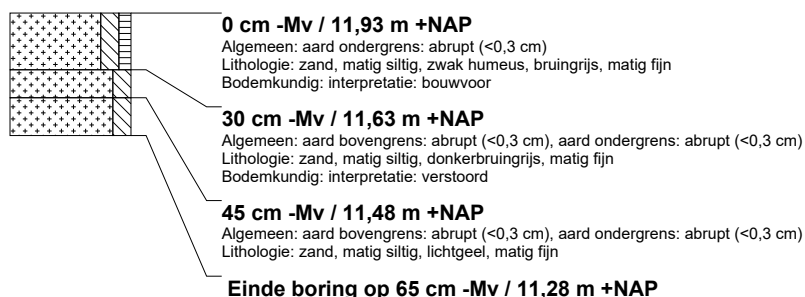 0 cm -Mv / 11,93 m +NAP
Algemeen: aard ondergrens: abrupt (<0,3 cm)
Lithologie: zand, matig siltig, zwak humeus, bruingrijs, matig fijn
Bodemkundig: interpretatie: bouwvoor
30 cm -Mv / 11,63 m +NAP
Algemeen: aard bovengrens: abrupt (<0,3 cm), aard ondergrens: abrupt (<0,3 cm)
Lithologie: zand, matig siltig, donkerbruingrijs, matig fijn
Bodemkundig: interpretatie: verstoord
45 cm -Mv / 11,48 m +NAP
Algemeen: aard bovengrens: abrupt (<0,3 cm), aard ondergrens: abrupt (<0,3 cm)
Lithologie: zand, matig siltig, lichtgeel, matig fijn
Einde boring op 65 cm -Mv / 11,28 m +NAP